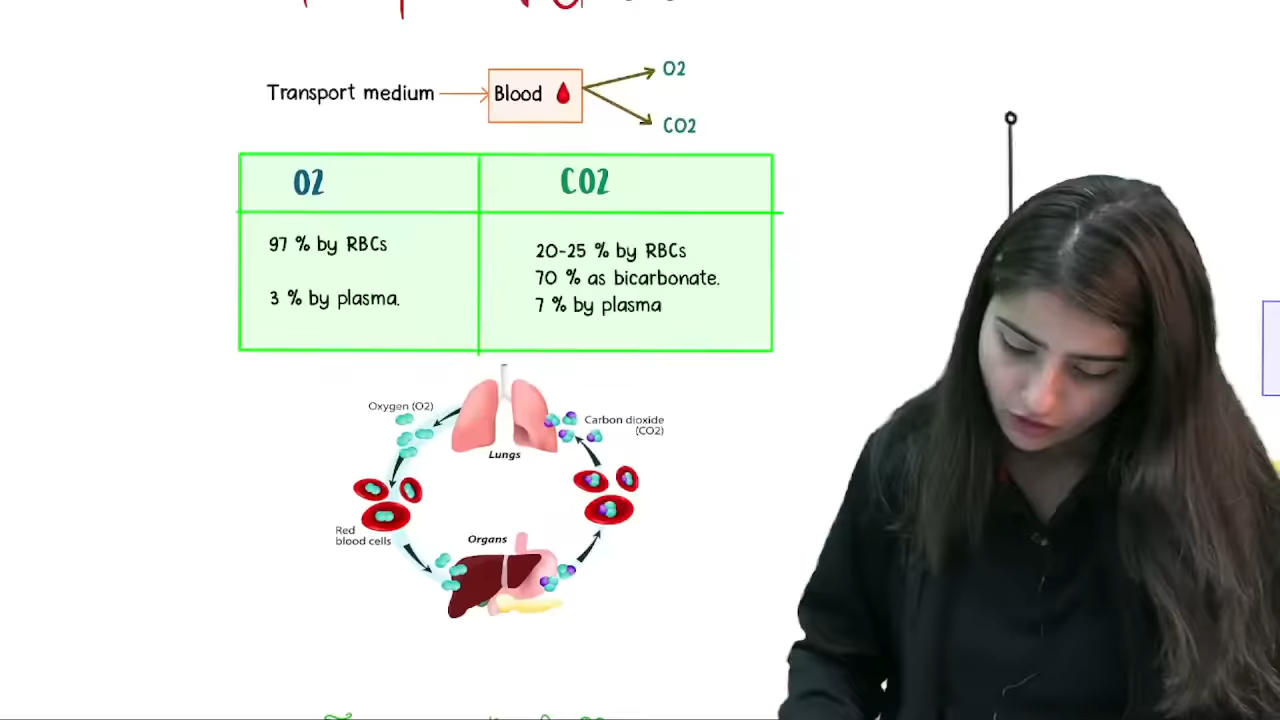 Transport medium
Blood
O2
CO2
O2
CO2
97 % by RBCs
3 % by plasma.
20-25 % by RBCs
70 % as bicarbonate.
7 % by plasma
Oxygen (O2)
Carbon dioxide
(CO2)
Lungs
Red
blood cells
Organs